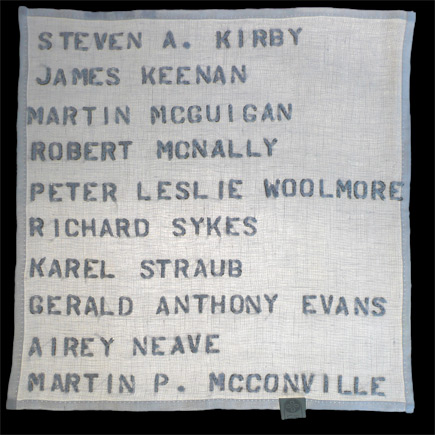 STEVEN A. KIRBY
JAMES KEENAN
MARTIN MCGUIGAN
ROBERT MCNALLY
PETER LESLIE WOOLMORE
RICHARD SYKES
KAREL STRAUB
GERALD ANTHONY EVANS
AIREY NEAVE
MARTIN P. MCCONVILLE